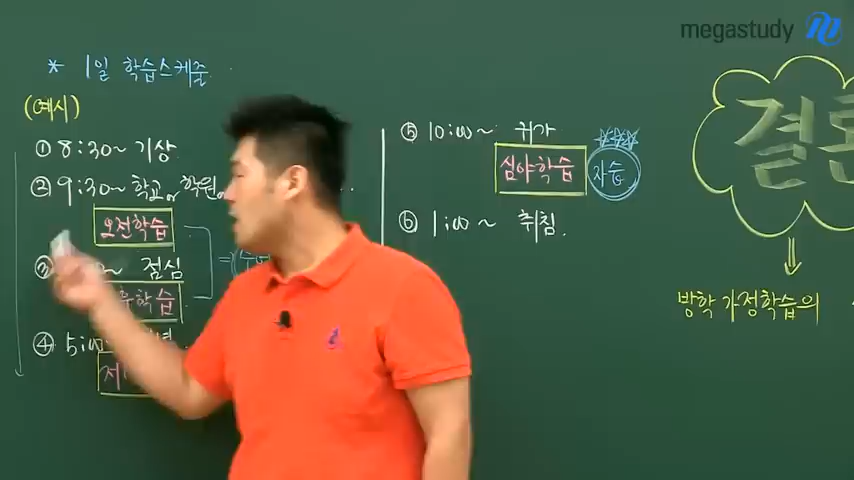 megastudy
* 1일 학습스케줄
(예시)
① 8:30~ 기상
② 9:30~ 학교 or 학원
오전학습
③ ~ 점심
후학습
④ 5:00
⑤ 10:00~ 귀가
심야학습 자습
⑥ 1:00 ~ 취침.
결론
방학 가정학습의